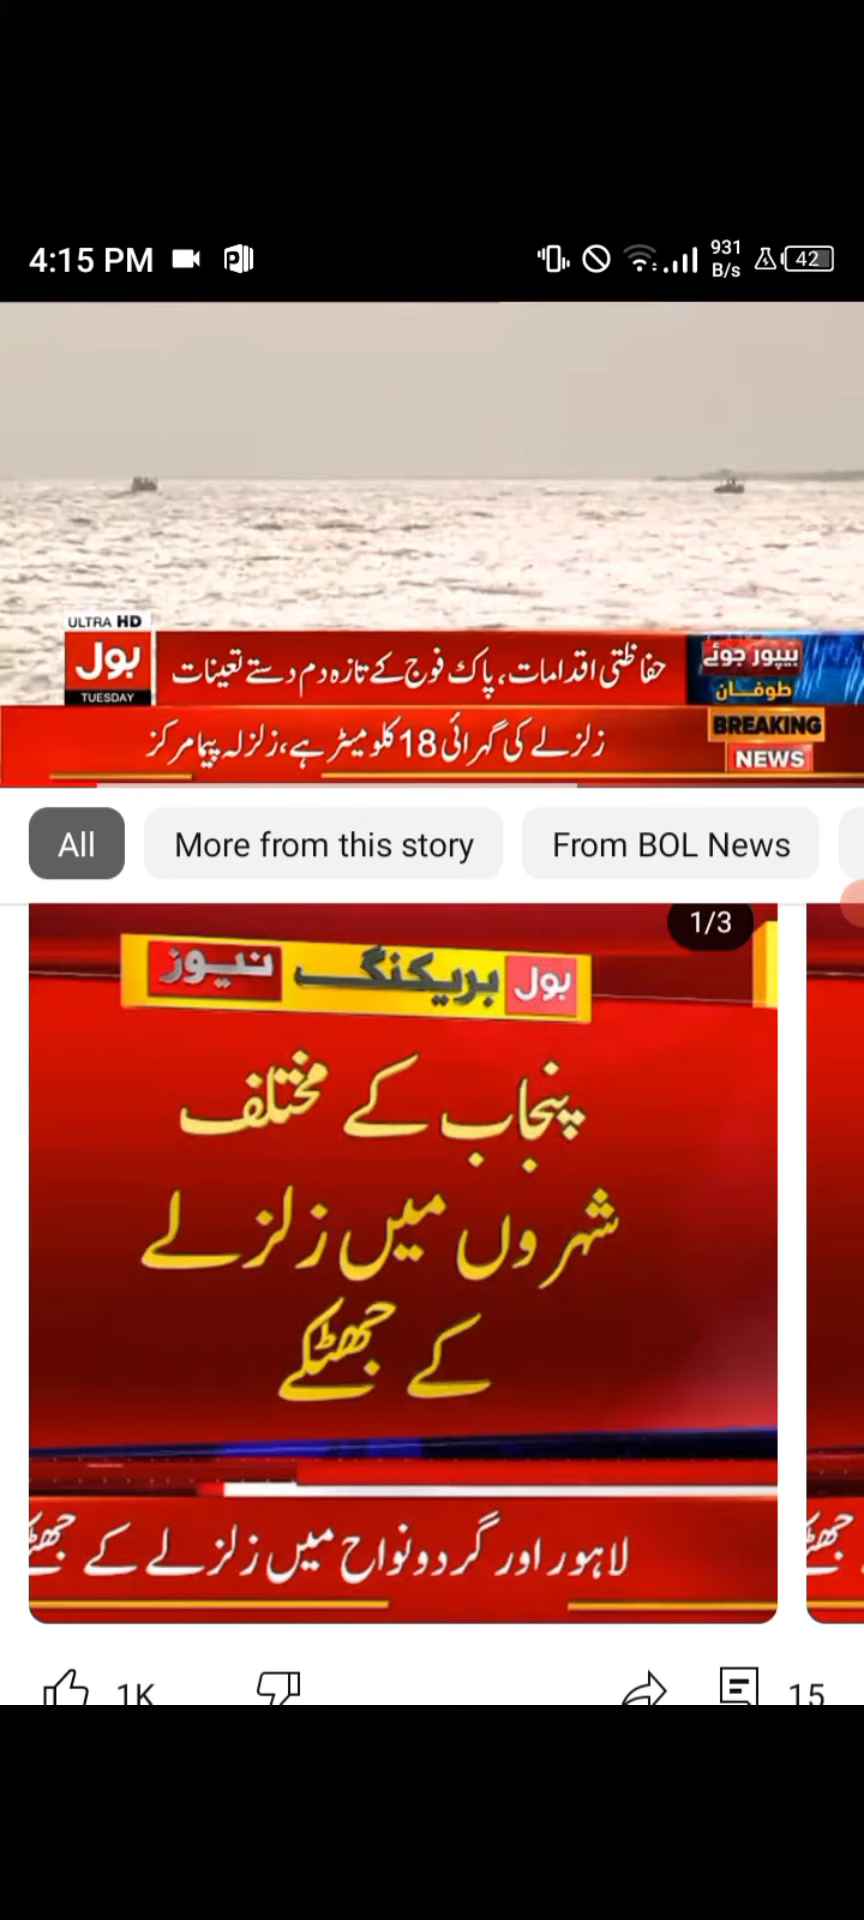 4:15 PM
931
B/s
42
ULTRA HD
بول
TUESDAY
حفاظتی اقدامات، پاک فوج کے تازہ دم دستے تعینات
بیپور جوئے
طوفان
زلزلے کی گہرائی 18 کلومیٹر ہے، زلزلہ پیما مرکز
BREAKING
NEWS
All
More from this story
From BOL News
1/3
بول بریکنگ نیوز
پنجاب کے مختلف
شہروں میں زلزلے
کے جھٹکے
لاہور اور گردونواح میں زلزلے کے
1K
15